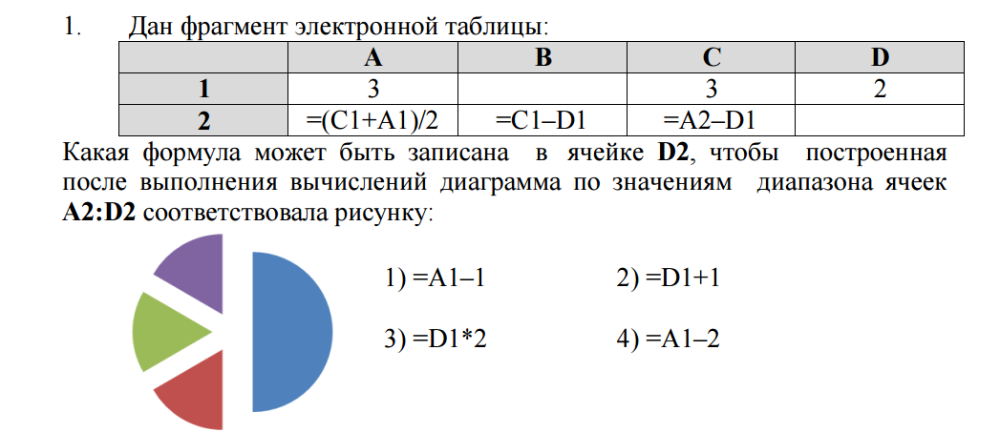 1. Дан фрагмент электронной таблицы:
A B C D
1 3 3 2
2 =(C1+A1)/2 =C1–D1 =A2–D1
Какая формула может быть записана в ячейке D2, чтобы построенная
после выполнения вычислений диаграмма по значениям диапазона ячеек
A2:D2 соответствовала рисунку:
1) =A1–1 2) =D1+1
3) =D1*2 4) =A1–2